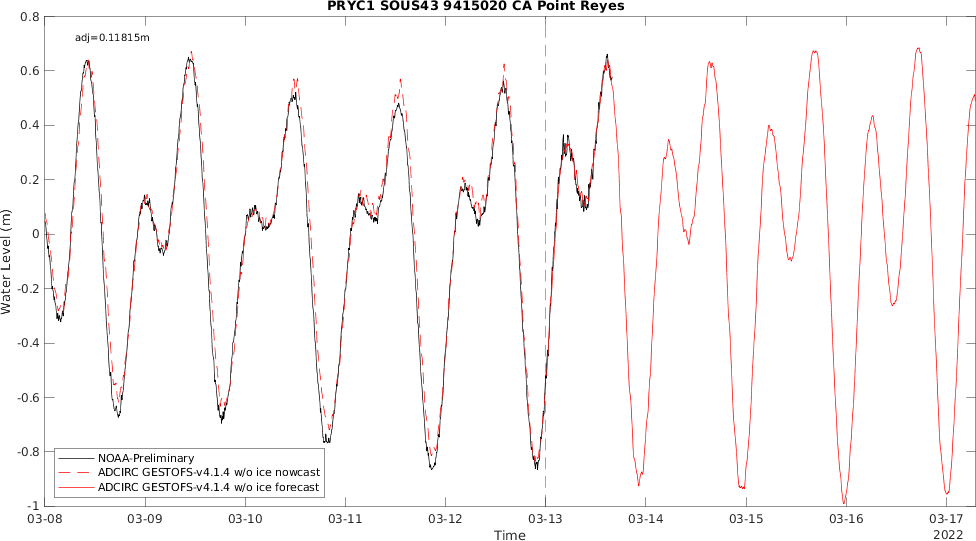 PRYC1 SOUS43 9415020 CA Point Reyes
adj=0.11815m
0.8
0.6
0.4
0.2
0
-0.2
-0.4
-0.6
-0.8
-1
Water Level (m)
NOAA-Preliminary
ADCIRC GESTOFS-v4.1.4 w/o ice nowcast
ADCIRC GESTOFS-v4.1.4 w/o ice forecast
03-08 03-09 03-10 03-11 03-12 03-13 03-14 03-15 03-16 03-17
Time
2022